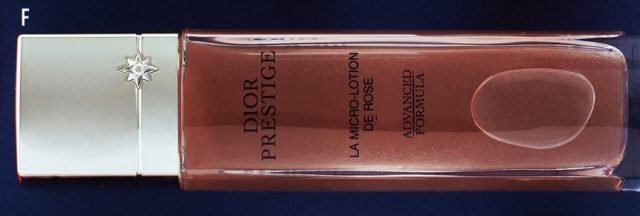 F
DIOR
PRESTIGE
LA MICRO-LOTION
DE ROSE
ADVANCED
FORMULA